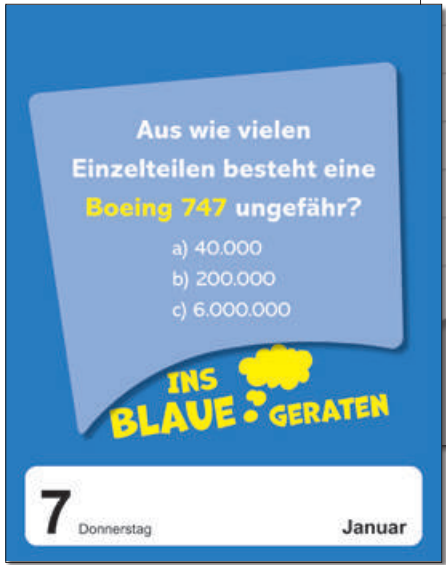 Aus wie vielen
Einzelteilen besteht eine
Boeing 747 ungefähr?
a) 40.000
b) 200.000
c) 6.000.000
INS
BLAUE GERATEN
7 Donnerstag Januar